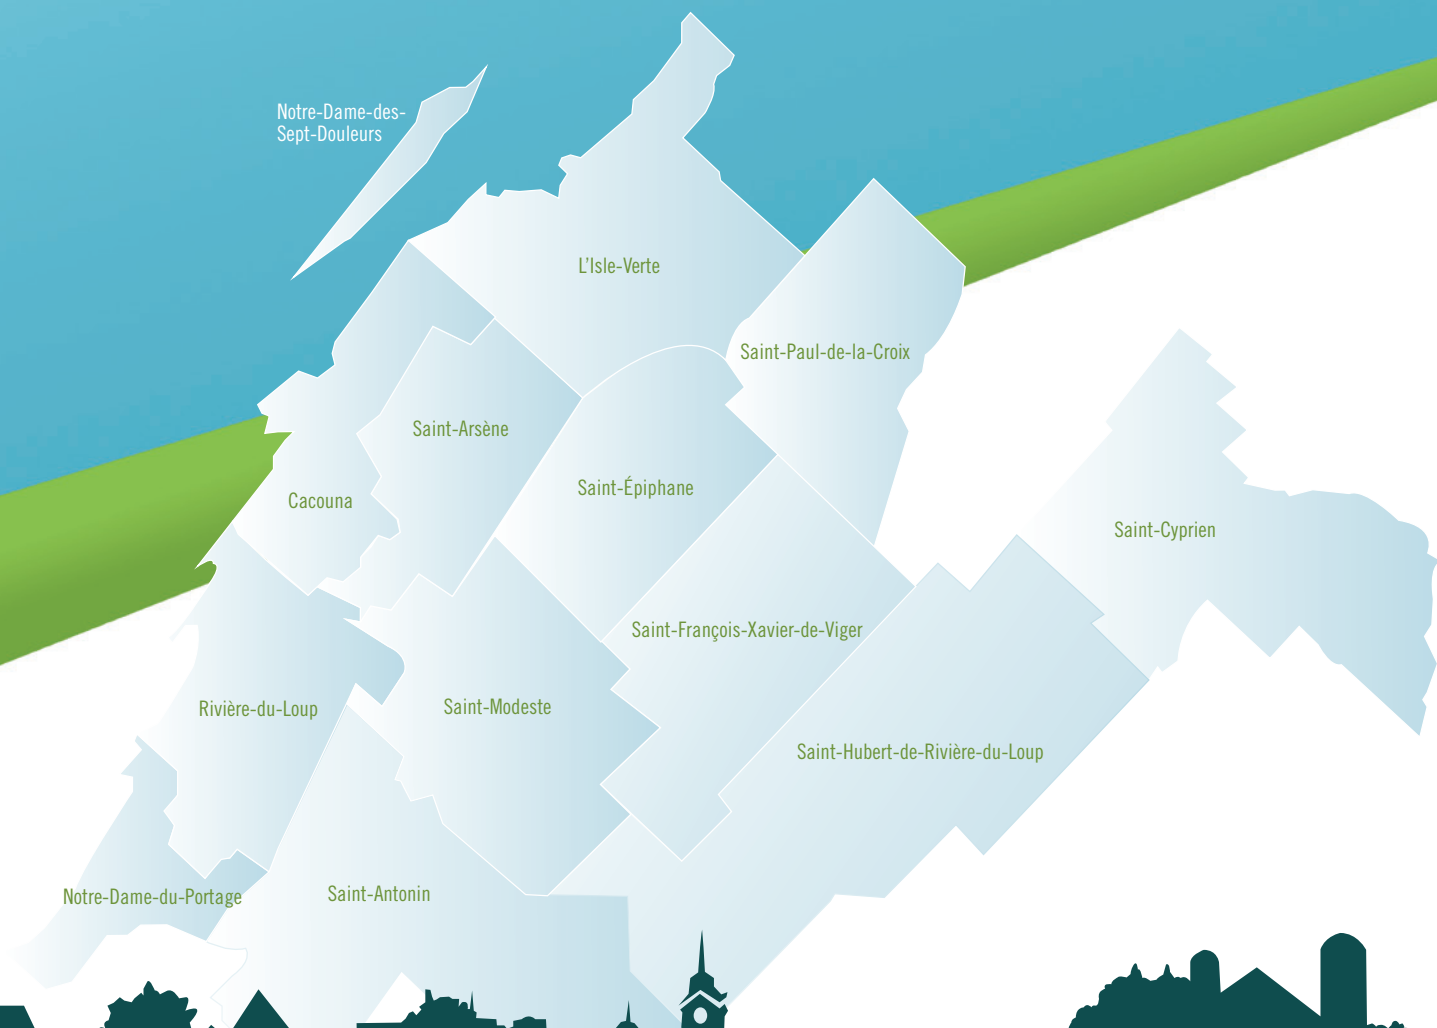 Notre-Dame-des-
Sept-Douleurs
L'Isle-Verte
Saint-Paul-de-la-Croix
Saint-Arsène
Saint-Épiphane
Cacouna
Saint-Cyprien
Saint-François-Xavier-de-Viger
Rivière-du-Loup
Saint-Modeste
Saint-Hubert-de-Rivière-du-Loup
Notre-Dame-du-Portage
Saint-Antonin